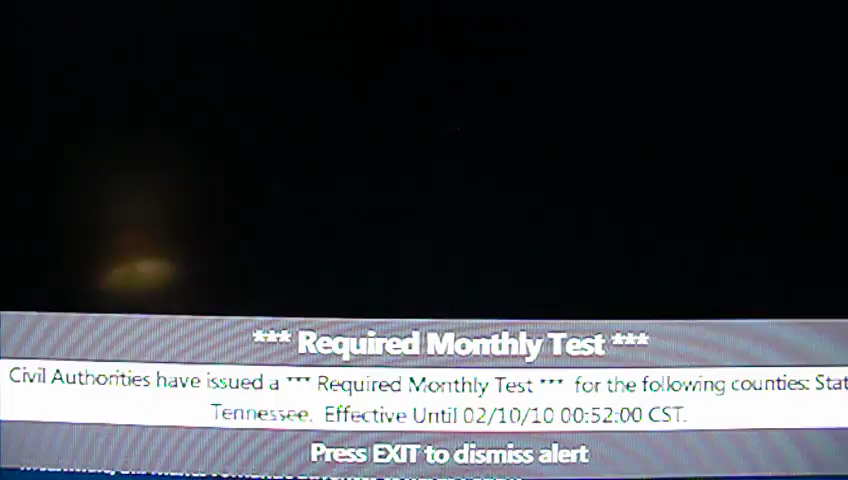 *** Required Monthly Test ***
Civil Authorities have issued a *** Required Monthly Test *** for the following counties: Stat
Tennessee. Effective Until 02/10/10 00:52:00 CST.
Press EXIT to dismiss alert